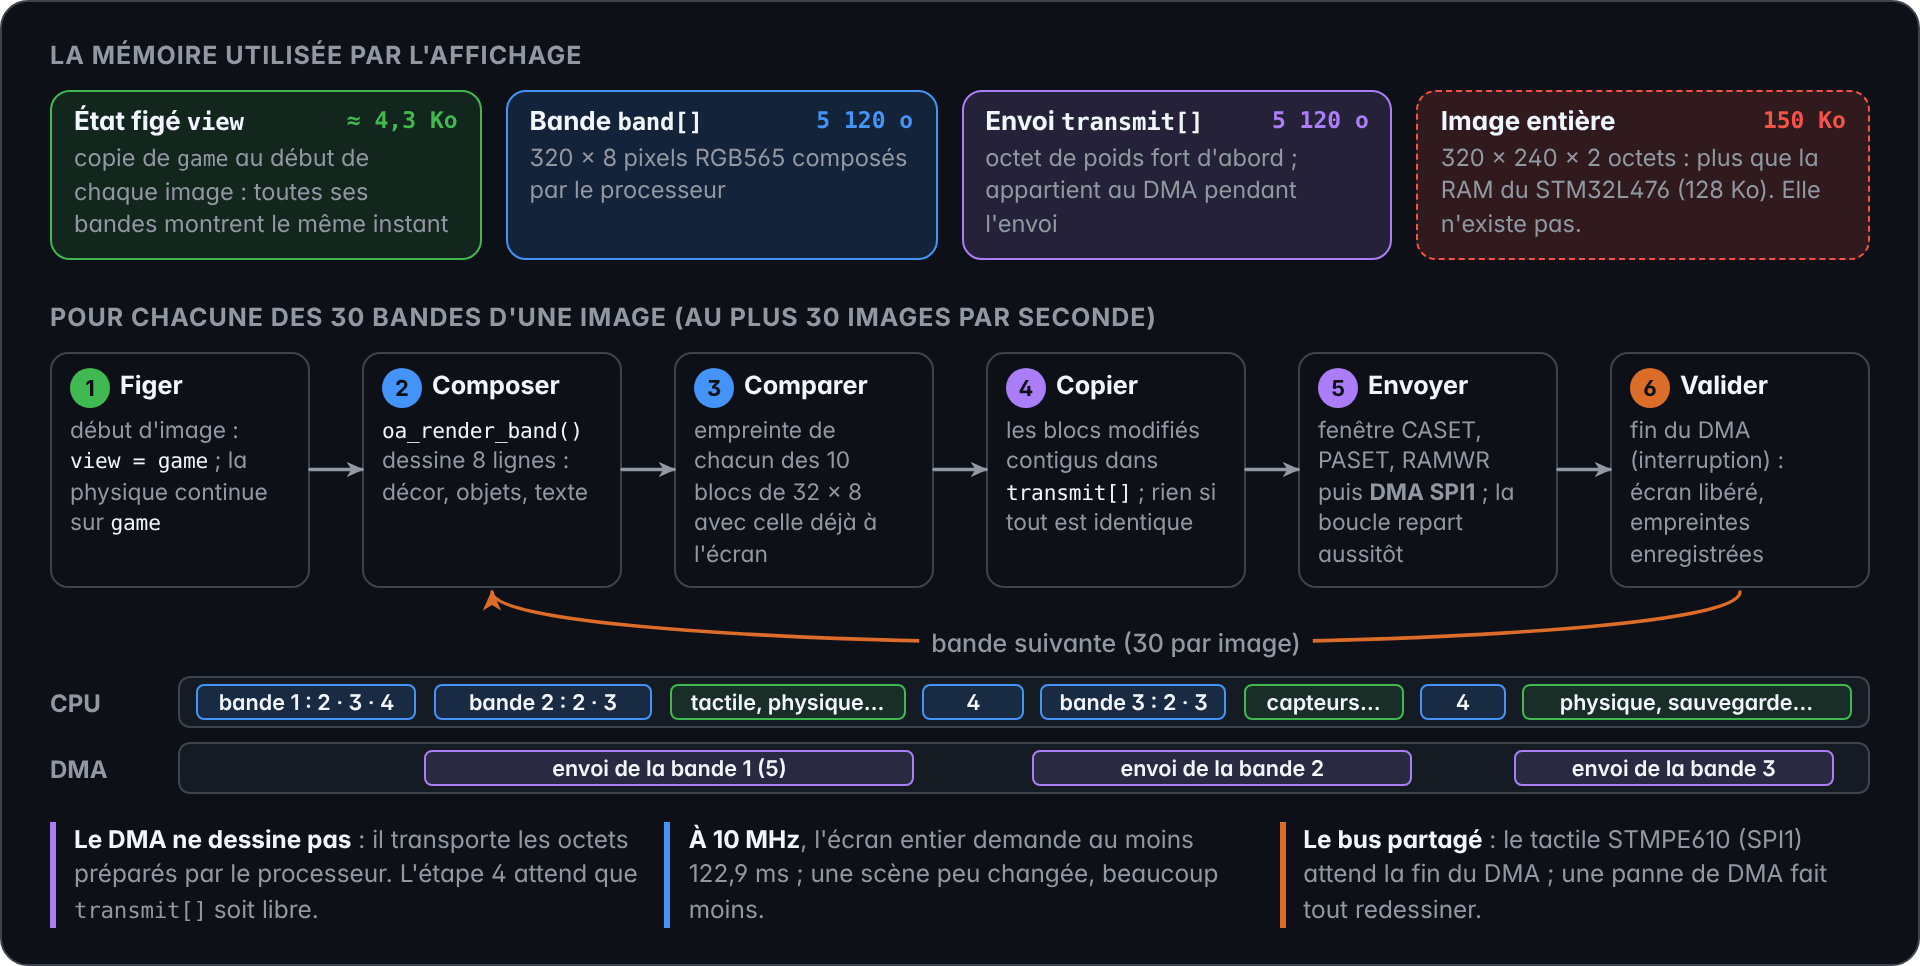 LA MÉMOIRE UTILISÉE PAR L'AFFICHAGE
État figé view ≈ 4,3 Ko
copie de game au début de
chaque image : toutes ses
bandes montrent le même instant
Bande band[] 5 120 o
320 × 8 pixels RGB565 composés
par le processeur
Envoi transmit[] 5 120 o
octet de poids fort d'abord ;
appartient au DMA pendant
l'envoi
Image entière 150 Ko
320 × 240 × 2 octets : plus que la
RAM du STM32L476 (128 Ko). Elle
n'existe pas.
POUR CHACUNE DES 30 BANDES D'UNE IMAGE (AU PLUS 30 IMAGES PAR SECONDE)
1 Figer
début d'image :
view = game ; la
physique continue
sur game
2 Composer
oa_render_band()
dessine 8 lignes :
décor, objets, texte
3 Comparer
empreinte de
chacun des 10
blocs de 32 × 8
avec celle déjà à
l'écran
4 Copier
les blocs modifiés
contigus dans
transmit[] ; rien si
tout est identique
5 Envoyer
fenêtre CASET,
PASET, RAMWR
puis DMA SPI1 ; la
boucle repart
aussitôt
6 Valider
fin du DMA
(interruption) :
écran libéré,
empreintes
enregistrées
bande suivante (30 par image)
CPU
bande 1 : 2 · 3 · 4
bande 2 : 2 · 3
tactile, physique...
4
bande 3 : 2 · 3
capteurs...
4
physique, sauvegarde...
DMA
envoi de la bande 1 (5)
envoi de la bande 2
envoi de la bande 3
Le DMA ne dessine pas : il transporte les octets
préparés par le processeur. L'étape 4 attend que
transmit[] soit libre.
À 10 MHz, l'écran entier demande au moins
122,9 ms ; une scène peu changée, beaucoup
moins.
Le bus partagé : le tactile STMPE610 (SPI1)
attend la fin du DMA ; une panne de DMA fait
tout redessiner.